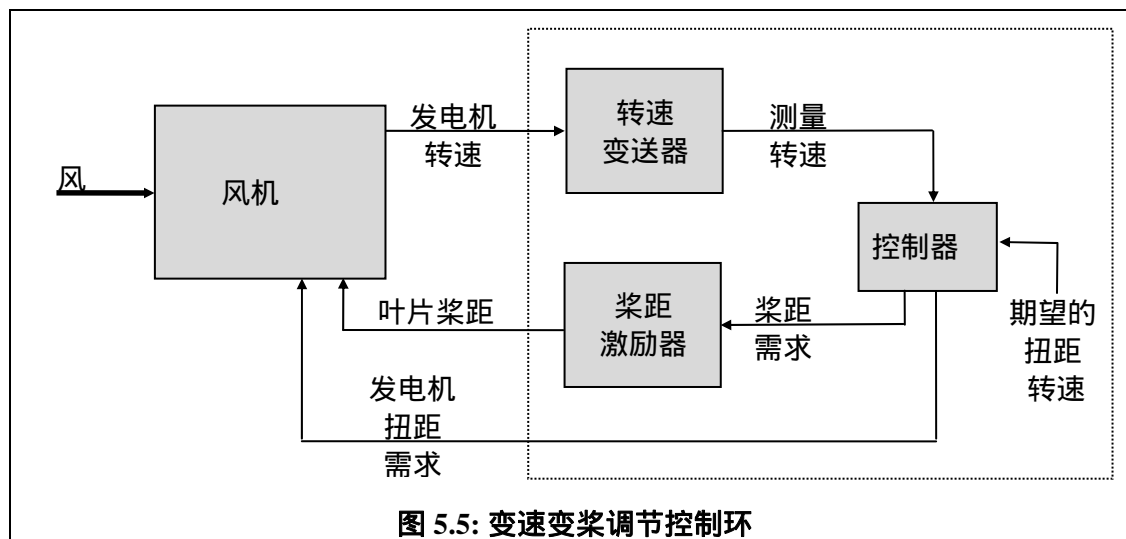 发电机
转速
转速
变送器
测量
转速
风
风机
控制器
叶片桨距
桨距
激励器
桨距
需求
期望的
扭距
转速
发电机
扭距
需求
图 5.5: 变速变桨调节控制环